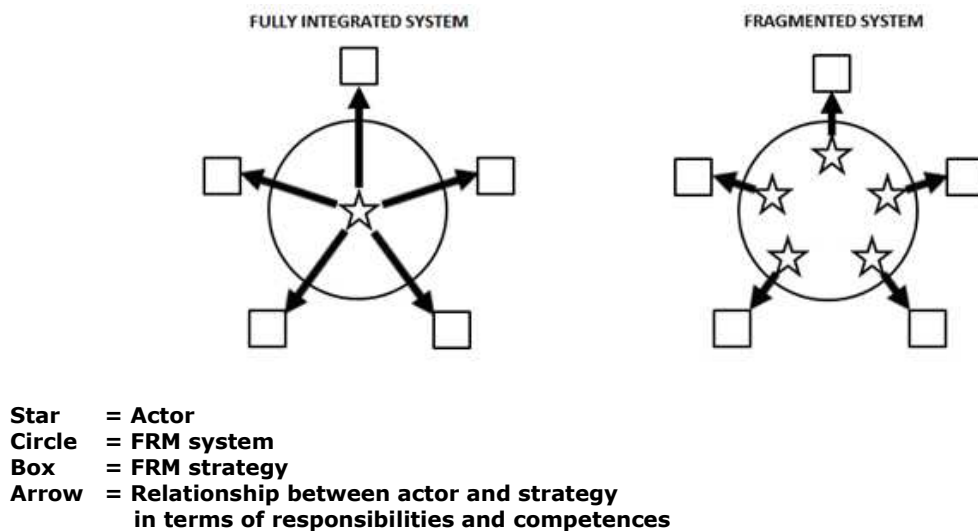 FULLY INTEGRATED SYSTEM
FRAGMENTED SYSTEM
Star = Actor
Circle = FRM system
Box = FRM strategy
Arrow = Relationship between actor and strategy
in terms of responsibilities and competences